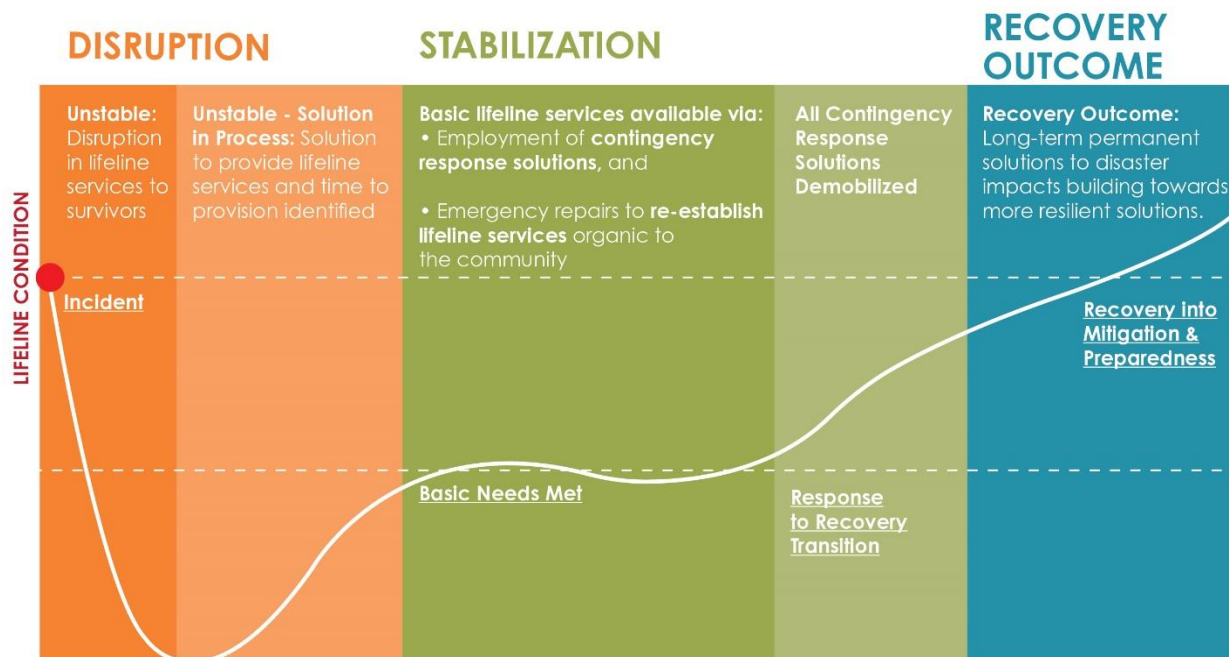 DISRUPTION
STABILIZATION
RECOVERY
OUTCOME
LIFELINE CONDITION
Unstable:
Disruption
in lifeline
services to
survivors
Unstable - Solution
in Process: Solution
to provide lifeline
services and time to
provision identified
Basic lifeline services available via:
• Employment of contingency
response solutions, and
• Emergency repairs to re-establish
lifeline services organic to
the community
All Contingency
Response
Solutions
Demobilized
Recovery Outcome:
Long-term permanent
solutions to disaster
impacts building towards
more resilient solutions.
Incident
Basic Needs Met
Response
to Recovery
Transition
Recovery into
Mitigation &
Preparedness